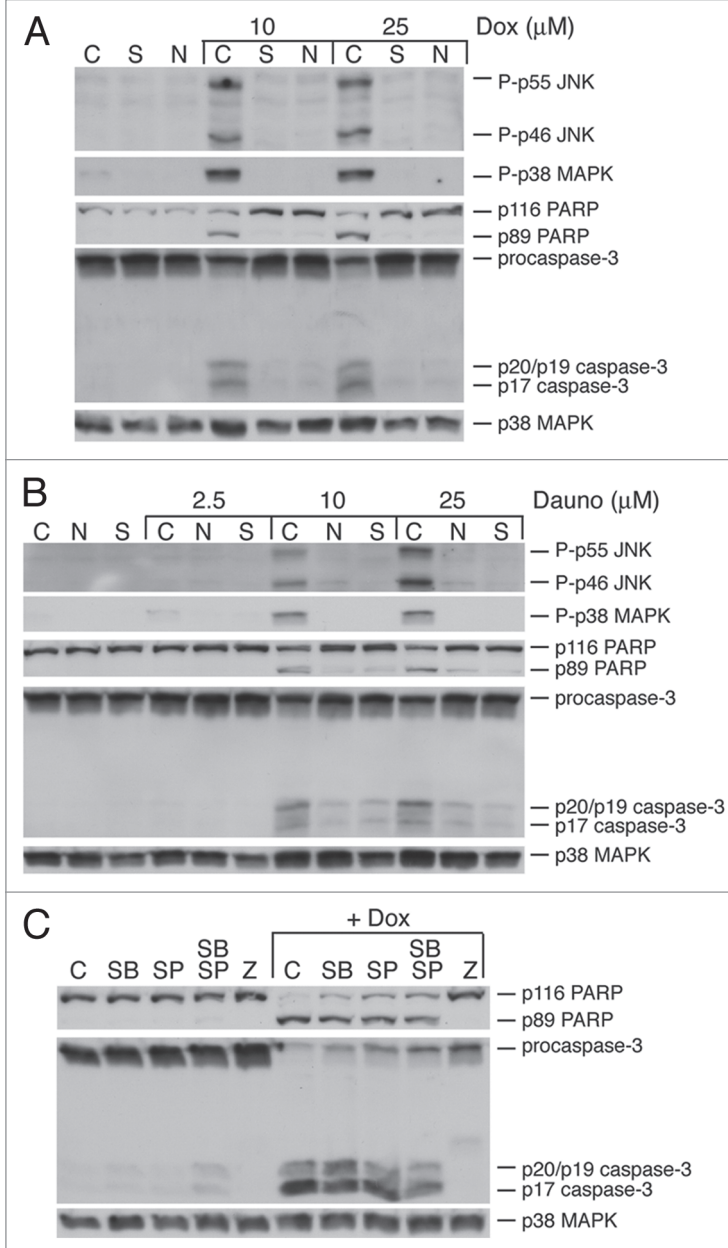 A
10 25 Dox (μM)
C S N C S N C S N
P-p55 JNK
P-p46 JNK
P-p38 MAPK
p116 PARP
p89 PARP
procaspase-3
p20/p19 caspase-3
p17 caspase-3
p38 MAPK
B
2.5 10 25 Dauno (μM)
C N S C N S C N S C N S
P-p55 JNK
P-p46 JNK
P-p38 MAPK
p116 PARP
p89 PARP
procaspase-3
p20/p19 caspase-3
p17 caspase-3
p38 MAPK
C
+ Dox
SB SB
C SB SP SP Z C SB SP SP Z
p116 PARP
p89 PARP
procaspase-3
p20/p19 caspase-3
p17 caspase-3
p38 MAPK